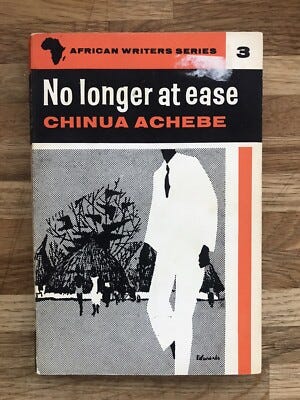 AFRICAN WRITERS SERIES 3
No longer at ease
CHINUA ACHEBE
Edwards